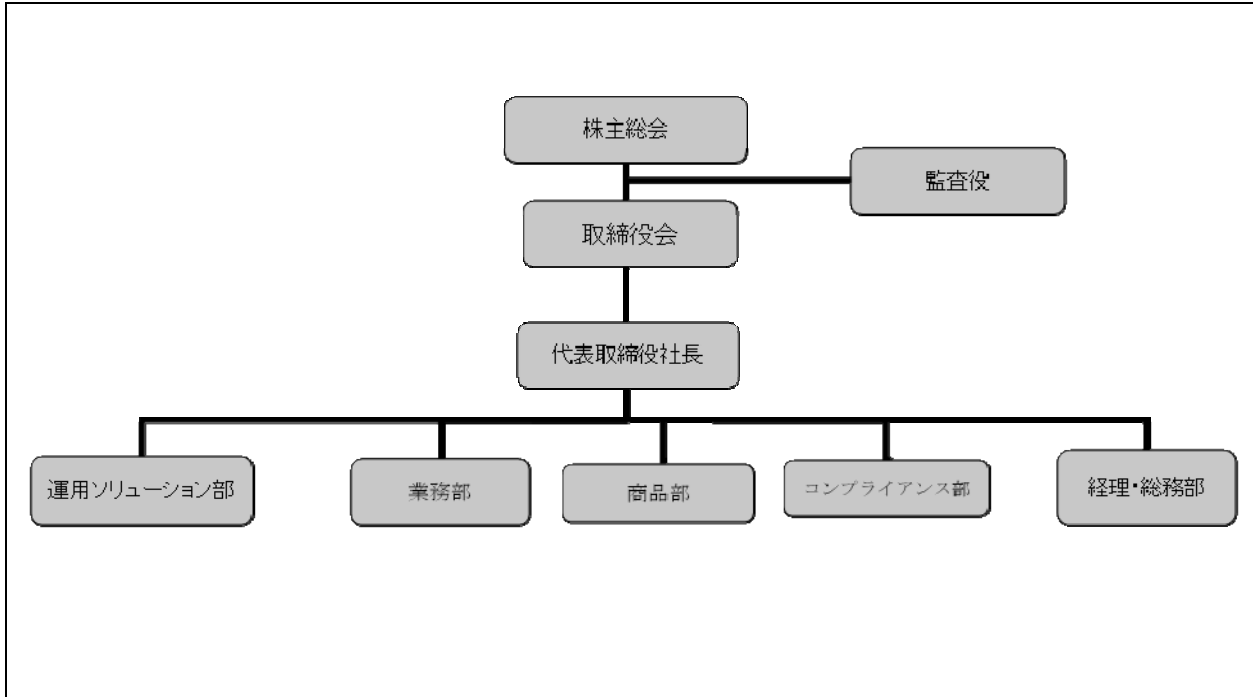 株主総会
監査役
取締役会
代表取締役社長
運用ソリューション部
業務部
商品部
コンプライアンス部
経理・総務部